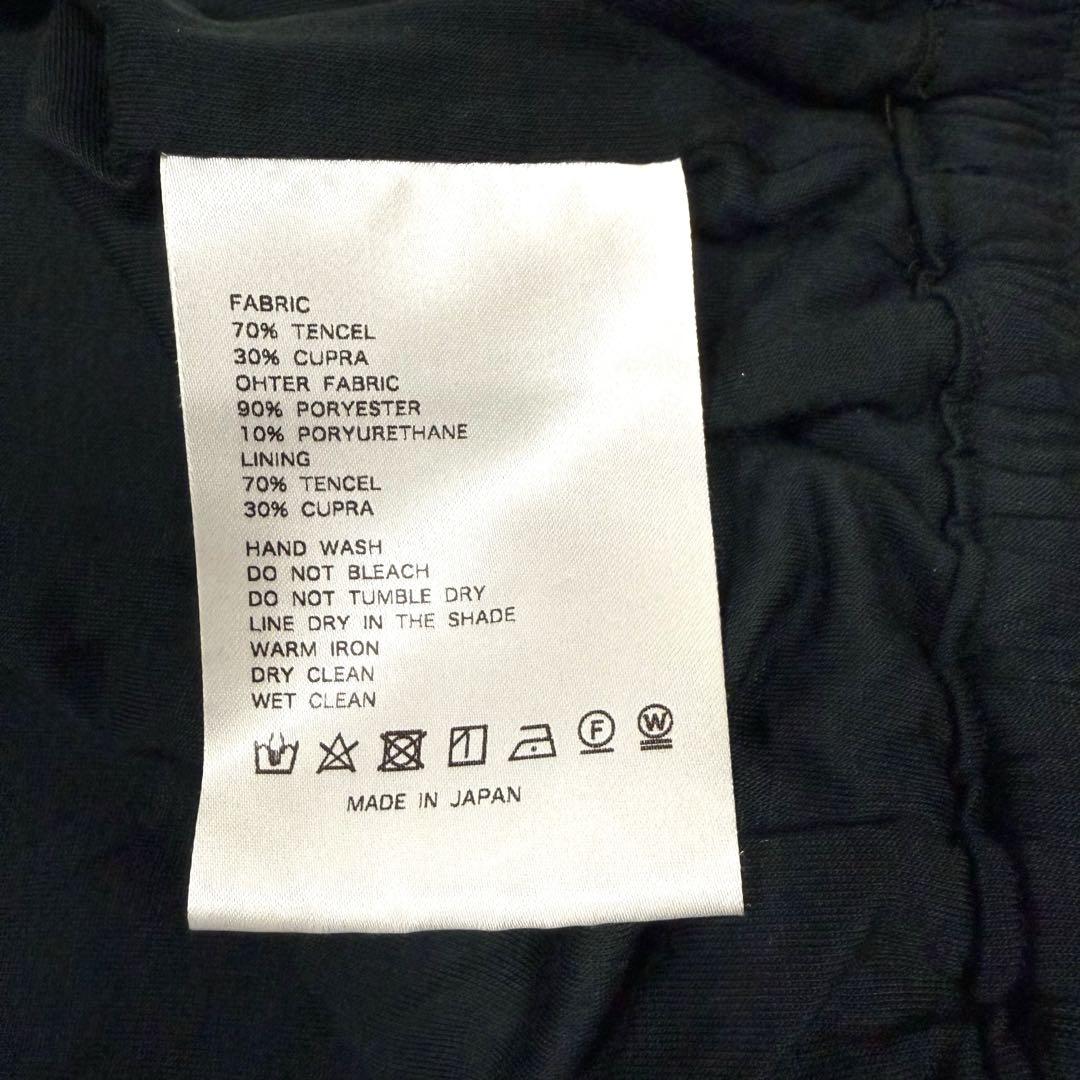 FABRIC
70% TENCEL
30% CUPRA
OHTER FABRIC
90% PORYESTER
10% PORYURETHANE
LINING
70% TENCEL
30% CUPRA
HAND WASH
DO NOT BLEACH
DO NOT TUMBLE DRY
LINE DRY IN THE SHADE
WARM IRON
DRY CLEAN
WET CLEAN
F W
MADE IN JAPAN